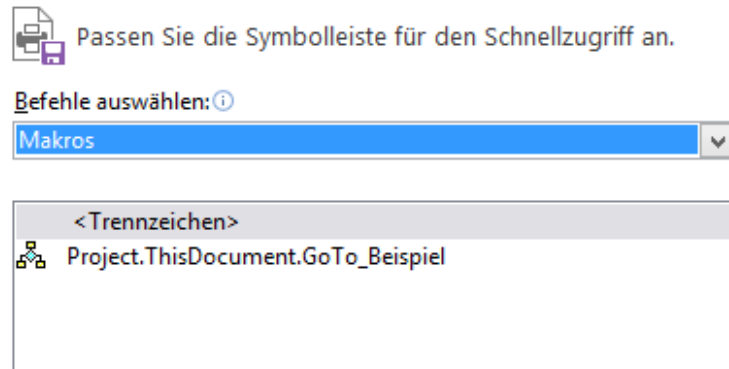 Passen Sie die Symbolleiste für den Schnellzugriff an.
Befehle auswählen:
Makros
<Trennzeichen>
Project.ThisDocument.GoTo_Beispiel